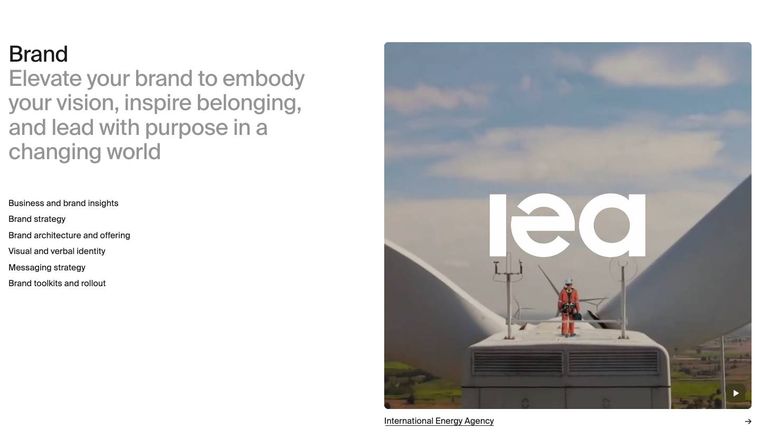 Brand
Elevate your brand to embody
your vision, inspire belonging,
and lead with purpose in a
changing world
Business and brand insights
Brand strategy
Brand architecture and offering
Visual and verbal identity
Messaging strategy
Brand toolkits and rollout
iea
International Energy Agency →